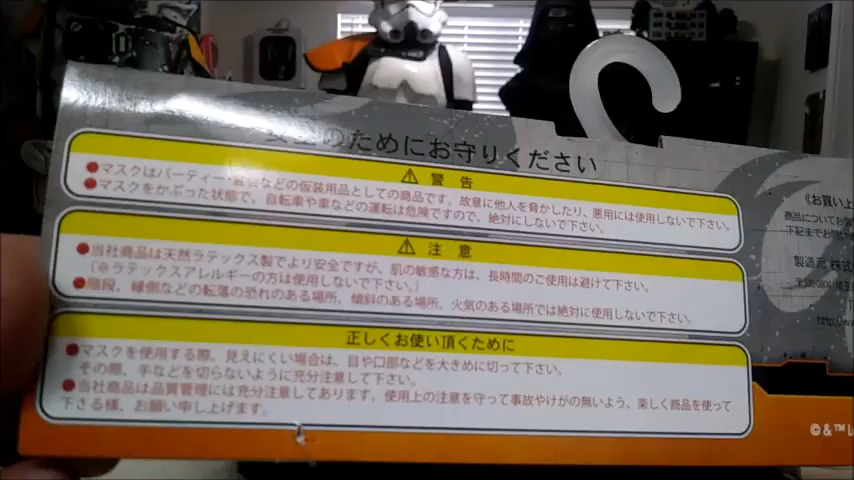 安全のためにお守りください
⚠ 警告
●マスクはパーティー・宴会などの仮装用品としての商品です。故意に他人を脅かしたり、悪用には使用しないで下さい。
●マスクをかぶった状態で、自転車や車などの運転は危険ですので、絶対にしないで下さい。
⚠ 注意
●当社商品は天然ラテックス製でより安全ですが、肌の敏感な方は、長時間のご使用は避けて下さい。
(※ラテックスアレルギーの方は使用しないで下さい。)
●階段、縁側などの転落の恐れのある場所、傾斜のある場所、火気のある場所では絶対に使用しないで下さい。
正しくお使い頂くために
●マスクを使用する際、見えにくい場合は、目や口部などを大きめに切って下さい。
その際、手などを切らないように充分注意して下さい。
●当社商品は品質管理には充分注意してあります。使用上の注意を守って事故やけがの無いよう、楽しく商品を使って
下さる様、お願い申し上げます。
《お買い上
商品についてお
下記までお問
製造元 株式
http://w
©&™ L